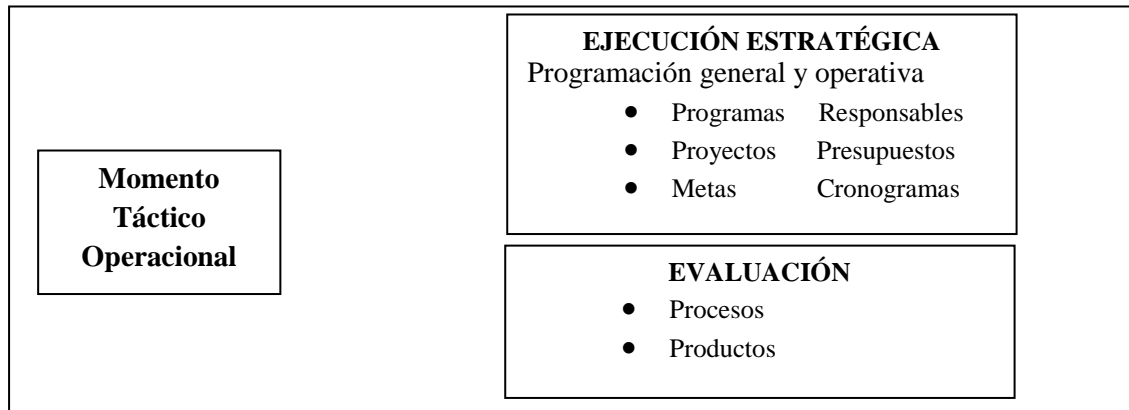 Momento
Táctico
Operacional
EJECUCIÓN ESTRATÉGICA
Programación general y operativa
● Programas Responsables
● Proyectos Presupuestos
● Metas Cronogramas
EVALUACIÓN
● Procesos
● Productos